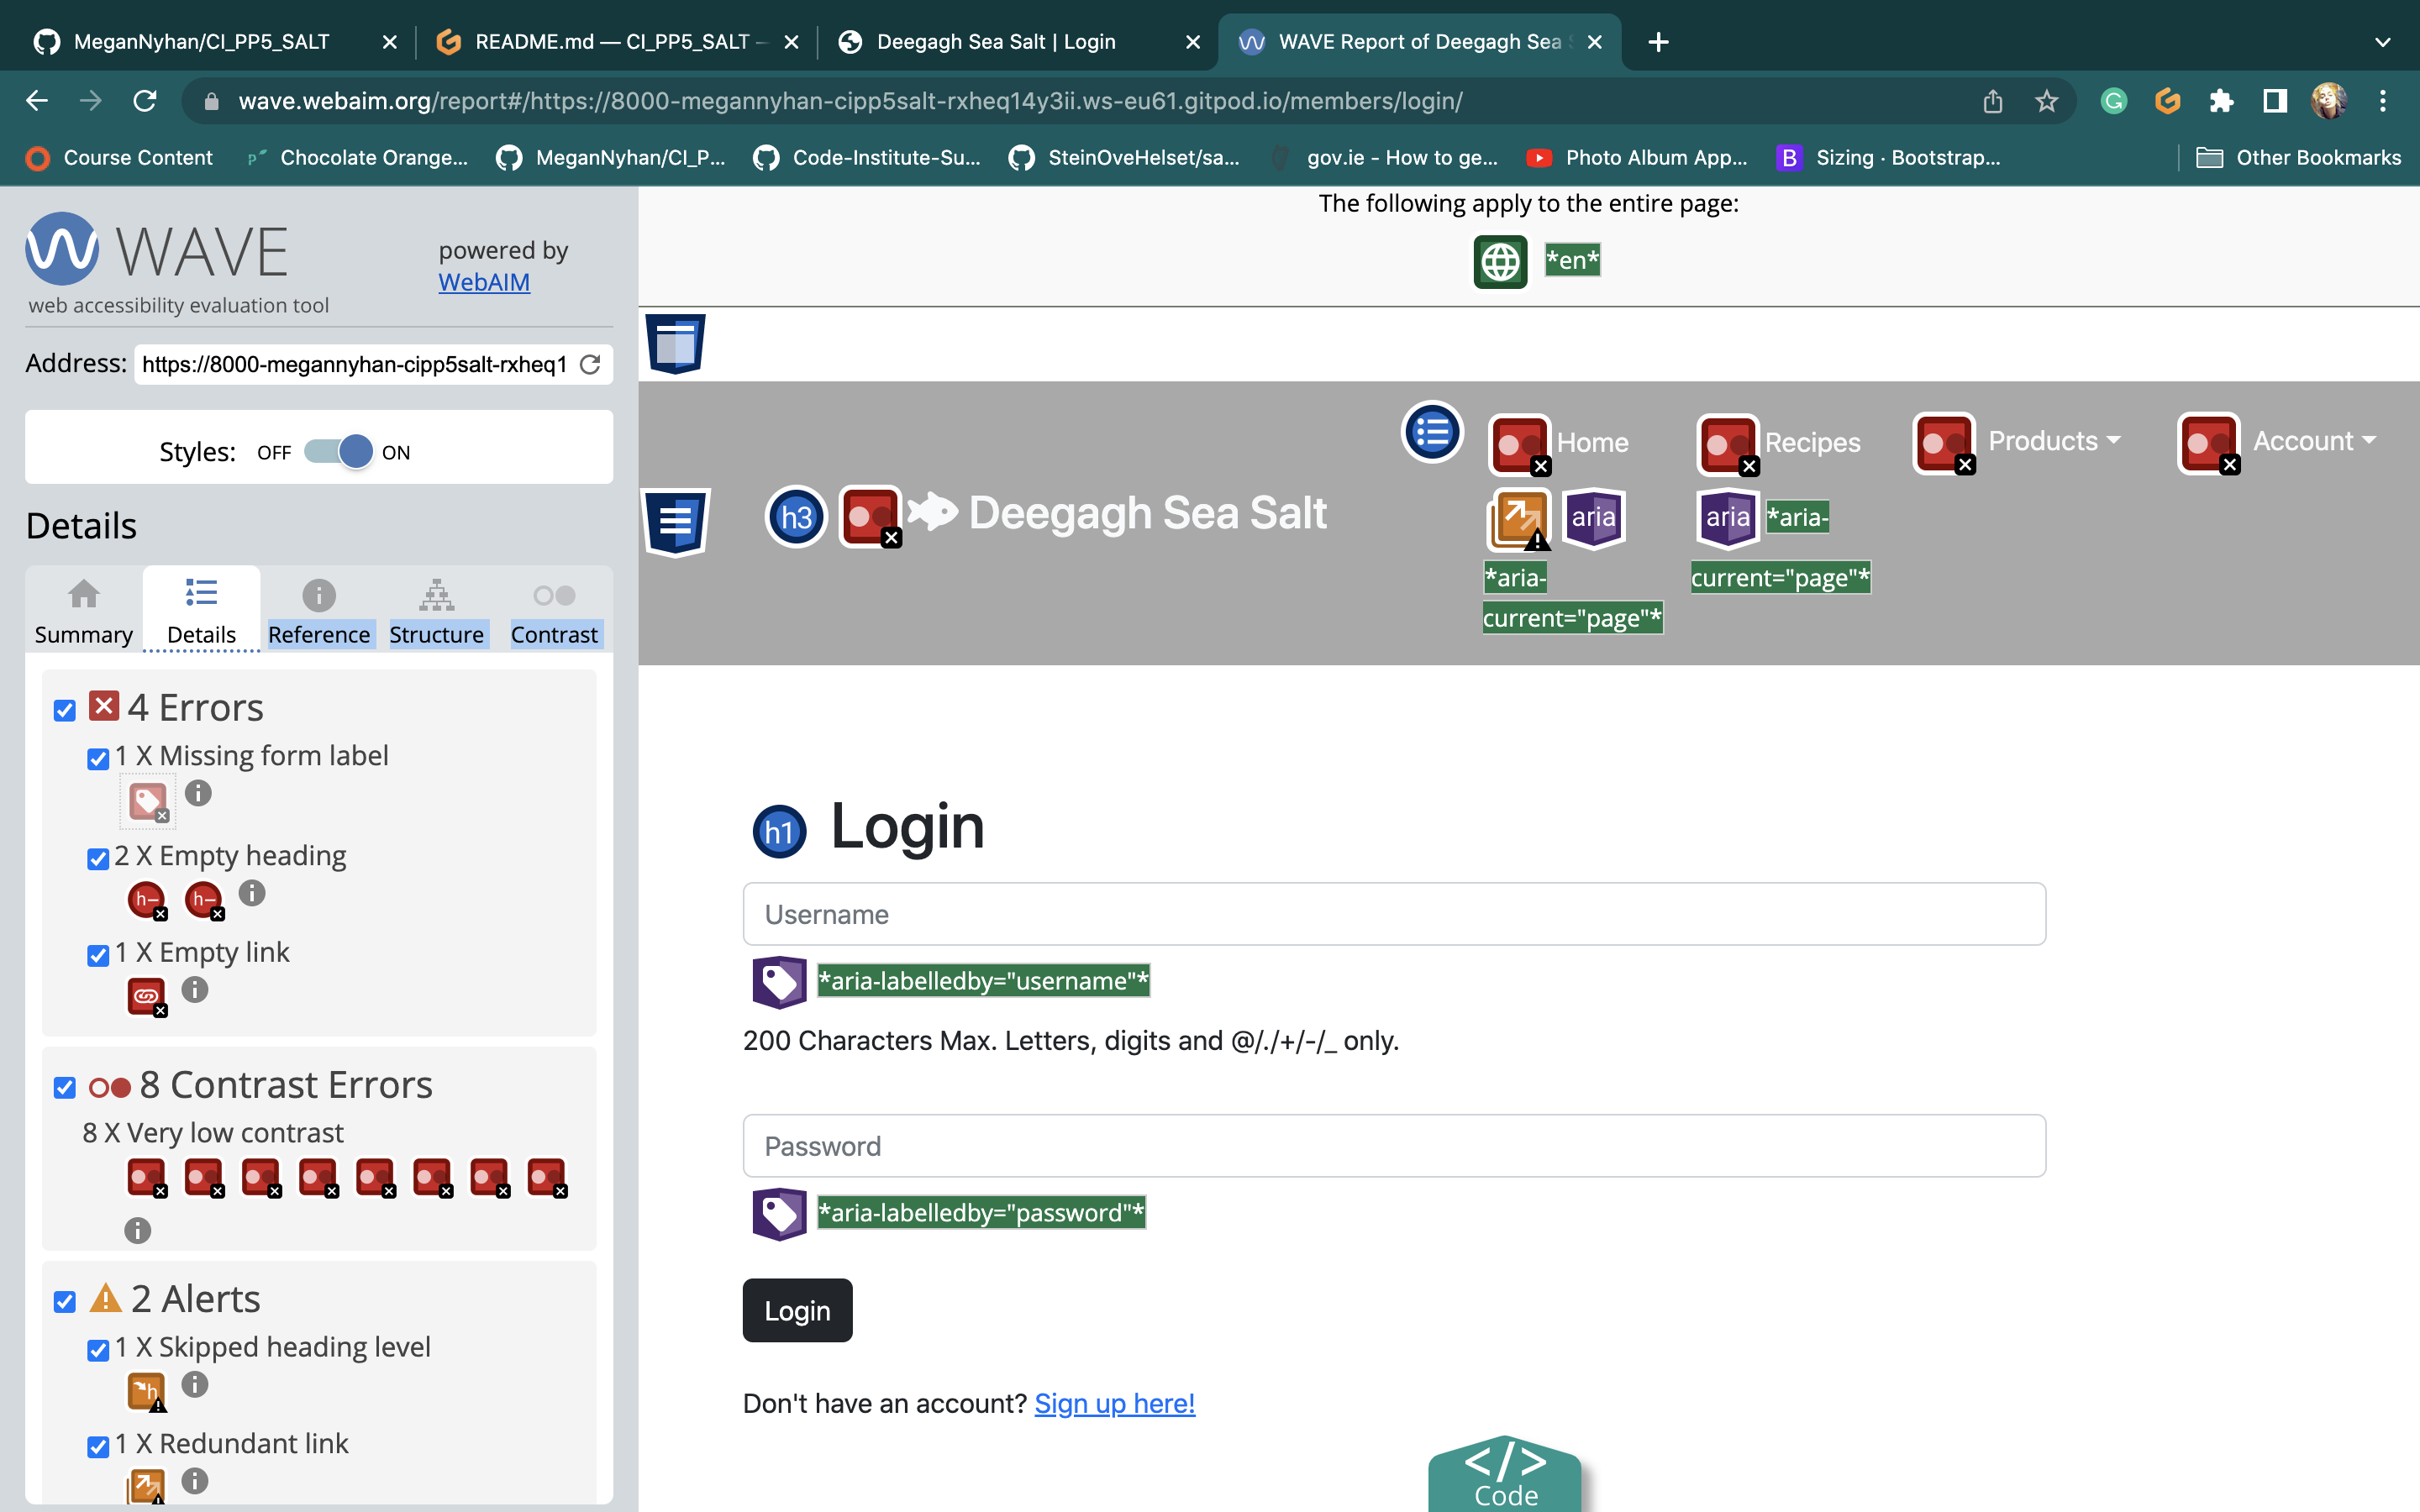 MeganNyhan/CI_PP5_SALT
README.md — CI_PP5_SALT –
Deegagh Sea Salt | Login
WAVE Report of Deegagh Sea S
wave.webaim.org/report#/https://8000-megannyhan-cipp5salt-rxheq14y3ii.ws-eu61.gitpod.io/members/login/
Course Content
Chocolate Orange...
MeganNyhan/CI_P...
Code-Institute-Su...
SteinOveHelset/sa...
gov.ie - How to ge...
Photo Album App...
B Sizing · Bootstrap...
Other Bookmarks
WAVE
web accessibility evaluation tool
powered by
WebAIM
Address: https://8000-megannyhan-cipp5salt-rxheq1
Styles: OFF ON
Details
Summary Details Reference Structure Contrast
4 Errors
1 X Missing form label
2 X Empty heading
h– h–
1 X Empty link
8 Contrast Errors
8 X Very low contrast
2 Alerts
1 X Skipped heading level
h
1 X Redundant link
The following apply to the entire page:
*en*
Home Recipes Products Account
h3 Deegagh Sea Salt
aria *aria-current="page"*
aria *aria-current="page"*
h1 Login
Username
*aria-labelledby="username"*
200 Characters Max. Letters, digits and @/./+/-/_ only.
Password
*aria-labelledby="password"*
Login
Don't have an account? Sign up here!
</>
Code